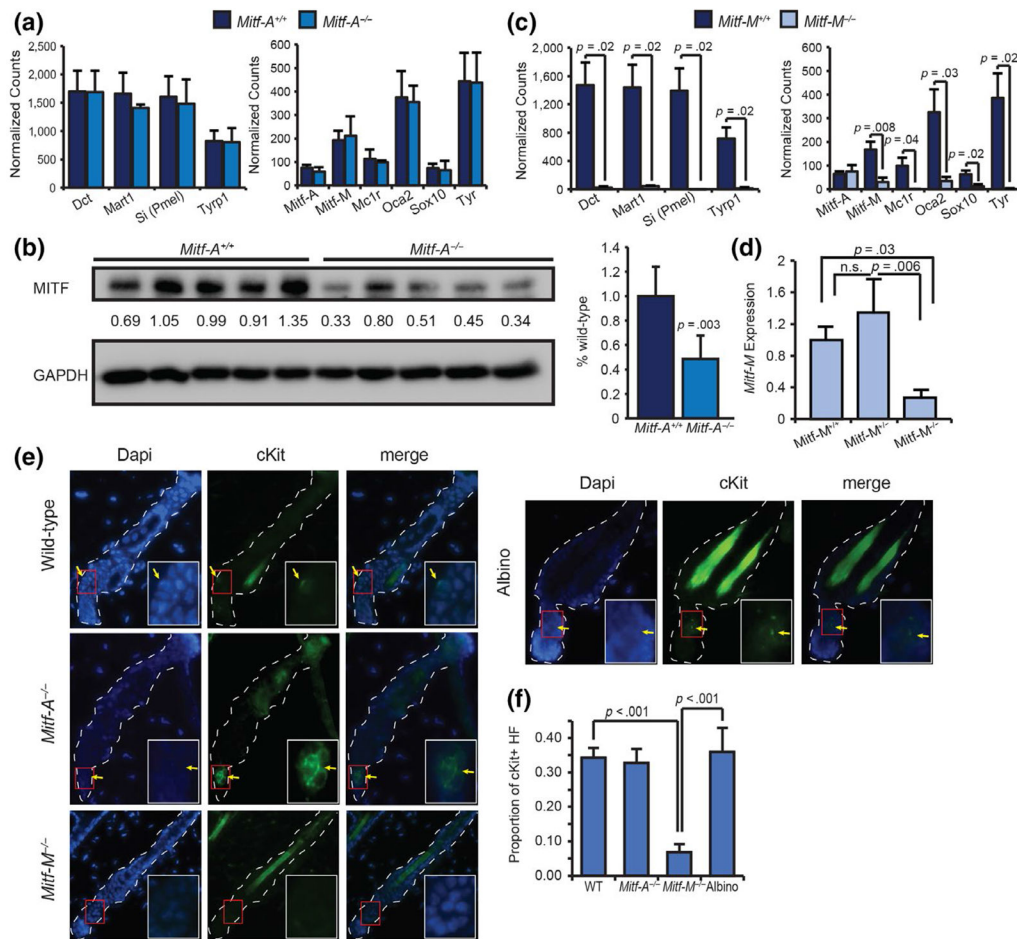 (a)
Mitf-A+/+ Mitf-A−/−
Normalized Counts
2,500
2,000
1,500
1,000
500
0
Dct Mart1 Si (Pmel) Tyrp1
Normalized Counts
600
500
400
300
200
100
0
Mitf-A Mitf-M Mc1r Oca2 Sox10 Tyr
(c)
Mitf-M+/+ Mitf-M−/−
Normalized Counts
2,000
1,600
1,200
800
400
0
p = .02 p = .02 p = .02 p = .02
Dct Mart1 Si (Pmel) Tyrp1
Normalized Counts
600
500
400
300
200
100
0
p = .008 p = .04 p = .03 p = .02 p = .02
Mitf-A Mitf-M Mc1r Oca2 Sox10 Tyr
(b)
Mitf-A+/+ Mitf-A−/−
MITF
0.69 1.05 0.99 0.91 1.35 0.33 0.80 0.51 0.45 0.34
GAPDH
% wild-type
1.4
1.2
1.0
0.8
0.6
0.4
0.2
0
p = .003
Mitf-A+/+ Mitf-A−/−
(d)
Mitf-M Expression
2.0
1.6
1.2
0.8
0.4
0
p = .03
n.s. p = .006
Mitf-M+/+ Mitf-M+/− Mitf-M−/−
(e)
Dapi cKit merge
Wild-type
Mitf-A−/−
Mitf-M−/−
Dapi cKit merge
Albino
(f)
Proportion of cKit+ HF
0.40
0.30
0.20
0.10
0.00
p <.001
p <.001
WT Mitf-A−/− Mitf-M−/− Albino